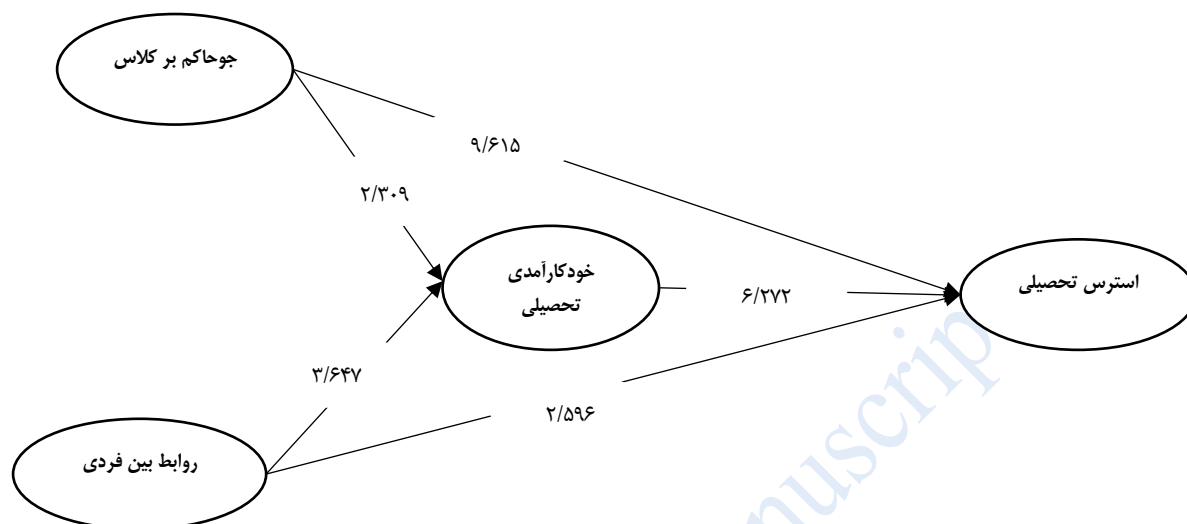 جوحاکم بر کلاس
۹/۶۱۵
۲/۳۰۹
خودکارآمدی
تحصیلی
۶/۲۷۲
استرس تحصیلی
۳/۶۴۷
۲/۵۹۶
روابط بین فردی